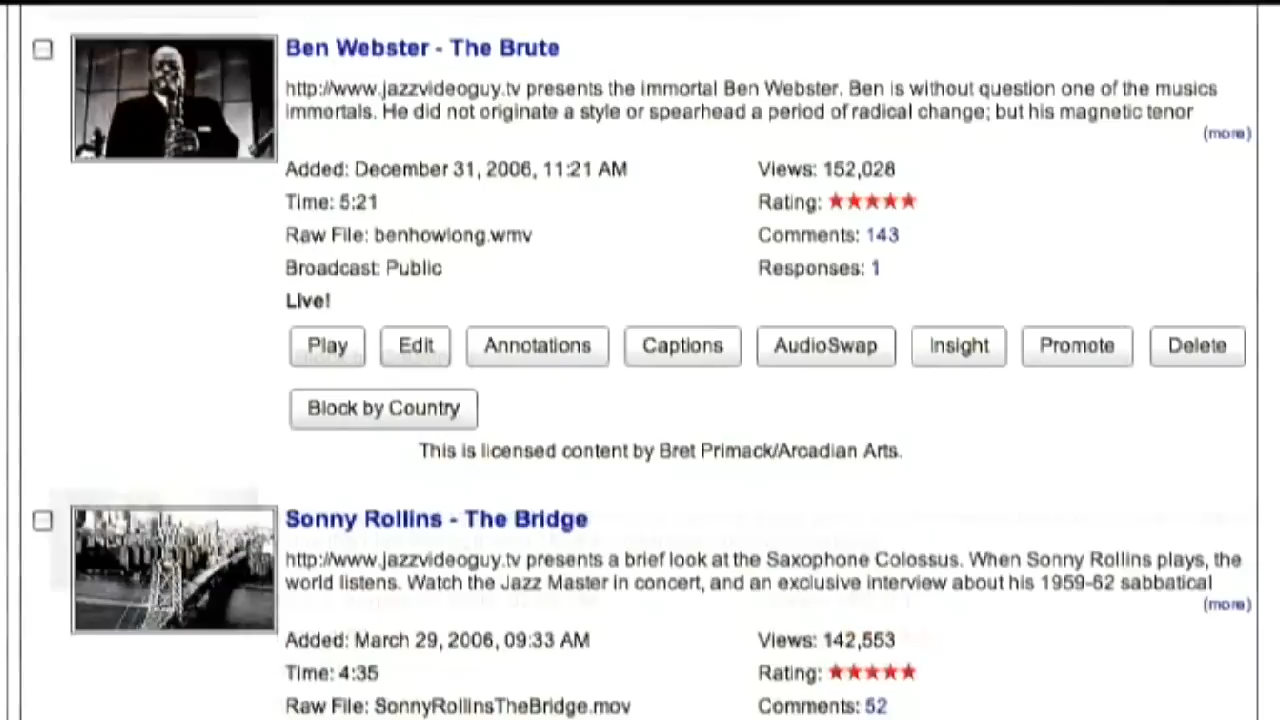 Ben Webster - The Brute
http://www.jazzvideoguy.tv presents the immortal Ben Webster. Ben is without question one of the musics
immortals. He did not originate a style or spearhead a period of radical change; but his magnetic tenor
(more)
Added: December 31, 2006, 11:21 AM
Views: 152,028
Time: 5:21
Rating: ★★★★★
Raw File: benhowlong.wmv
Comments: 143
Broadcast: Public
Responses: 1
Live!
Play Edit Annotations Captions AudioSwap Insight Promote Delete
Block by Country
This is licensed content by Bret Primack/Arcadian Arts.
Sonny Rollins - The Bridge
http://www.jazzvideoguy.tv presents a brief look at the Saxophone Colossus. When Sonny Rollins plays, the
world listens. Watch the Jazz Master in concert, and an exclusive interview about his 1959-62 sabbatical
(more)
Added: March 29, 2006, 09:33 AM
Views: 142,553
Time: 4:35
Rating: ★★★★★
Raw File: SonnyRollinsTheBridge.mov
Comments: 52